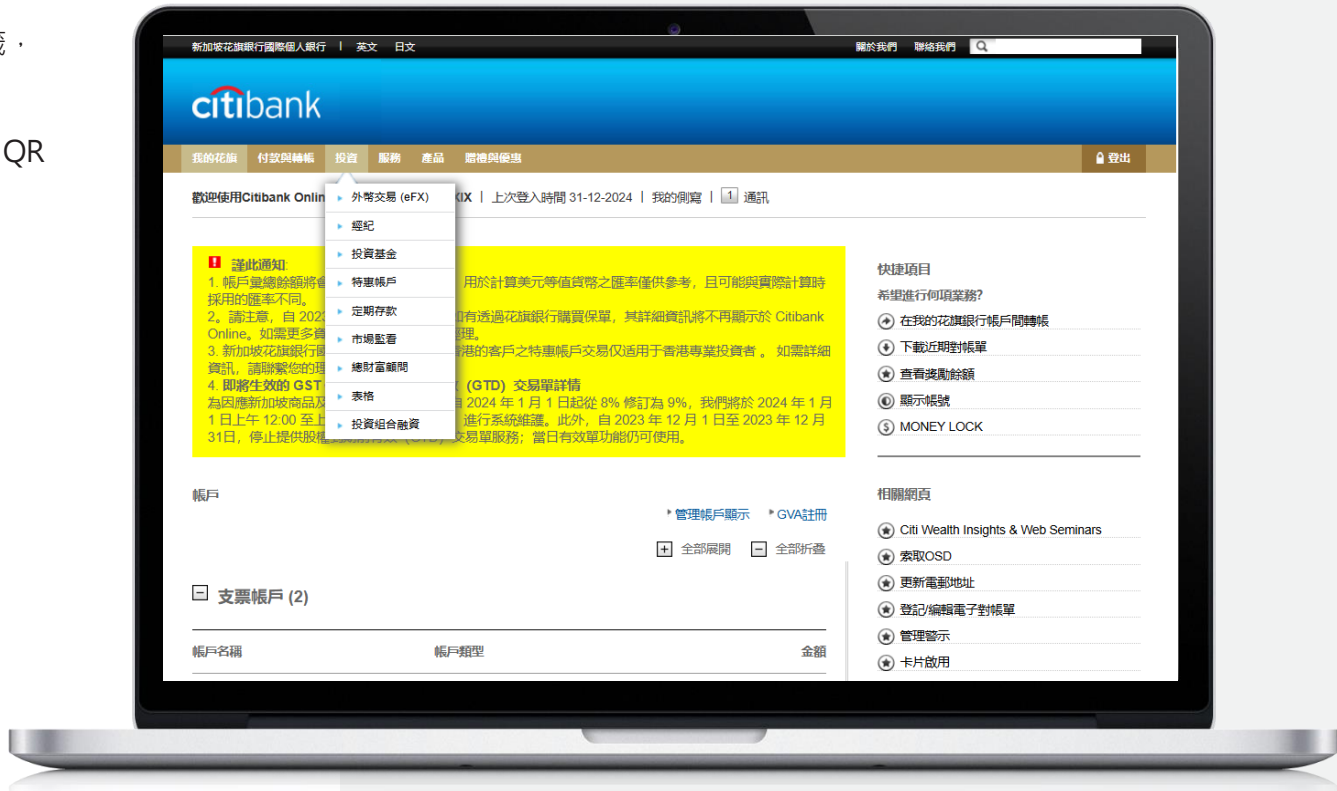 籤，
QR
新加坡花旗銀行國際個人銀行 | 英文 日文
關於我們 聯絡我們
citibank
我的花旗 付款與轉帳 投資 服務 產品 贈禮與優惠
登出
歡迎使用Citibank Onlin
IX | 上次登入時間 31-12-2024 | 我的側寫 | 1 通訊
外幣交易 (eFX)
經紀
投資基金
特惠帳戶
定期存款
市場監看
總財富顧問
表格
投資組合融資
謹此通知:
1. 帳戶彙總餘額將會 用於計算美元等值貨幣之匯率僅供參考，且可能與實際計算時
採用的匯率不同。
2。請注意，自 2023 如有透過花旗銀行購買保單，其詳細資訊將不再顯示於 Citibank
Online。如需更多資 經理。
3. 新加坡花旗銀行國 香港的客戶之特惠帳戶交易仅适用于香港專業投資者 。 如需詳細
資訊，請聯繫您的理
4. 即將生效的 GST (GTD) 交易單詳情
為因應新加坡商品及 自 2024 年 1 月 1 日起從 8% 修訂為 9%，我們將於 2024 年 1 月
1 日上午 12:00 至上 進行系統維護。此外，自 2023 年 12 月 1 日至 2023 年 12 月
31日，停止提供股權 交易單服務；當日有效單功能仍可使用。
快捷項目
希望進行何項業務?
在我的花旗銀行帳戶間轉帳
下載近期對帳單
查看獎勵餘額
顯示帳號
MONEY LOCK
帳戶
管理帳戶顯示 GVA註冊
全部展開 全部折叠
支票帳戶 (2)
帳戶名稱 帳戶類型 金額
相關網頁
Citi Wealth Insights & Web Seminars
索取OSD
更新電郵地址
登記/編輯電子對帳單
管理警示
卡片啟用